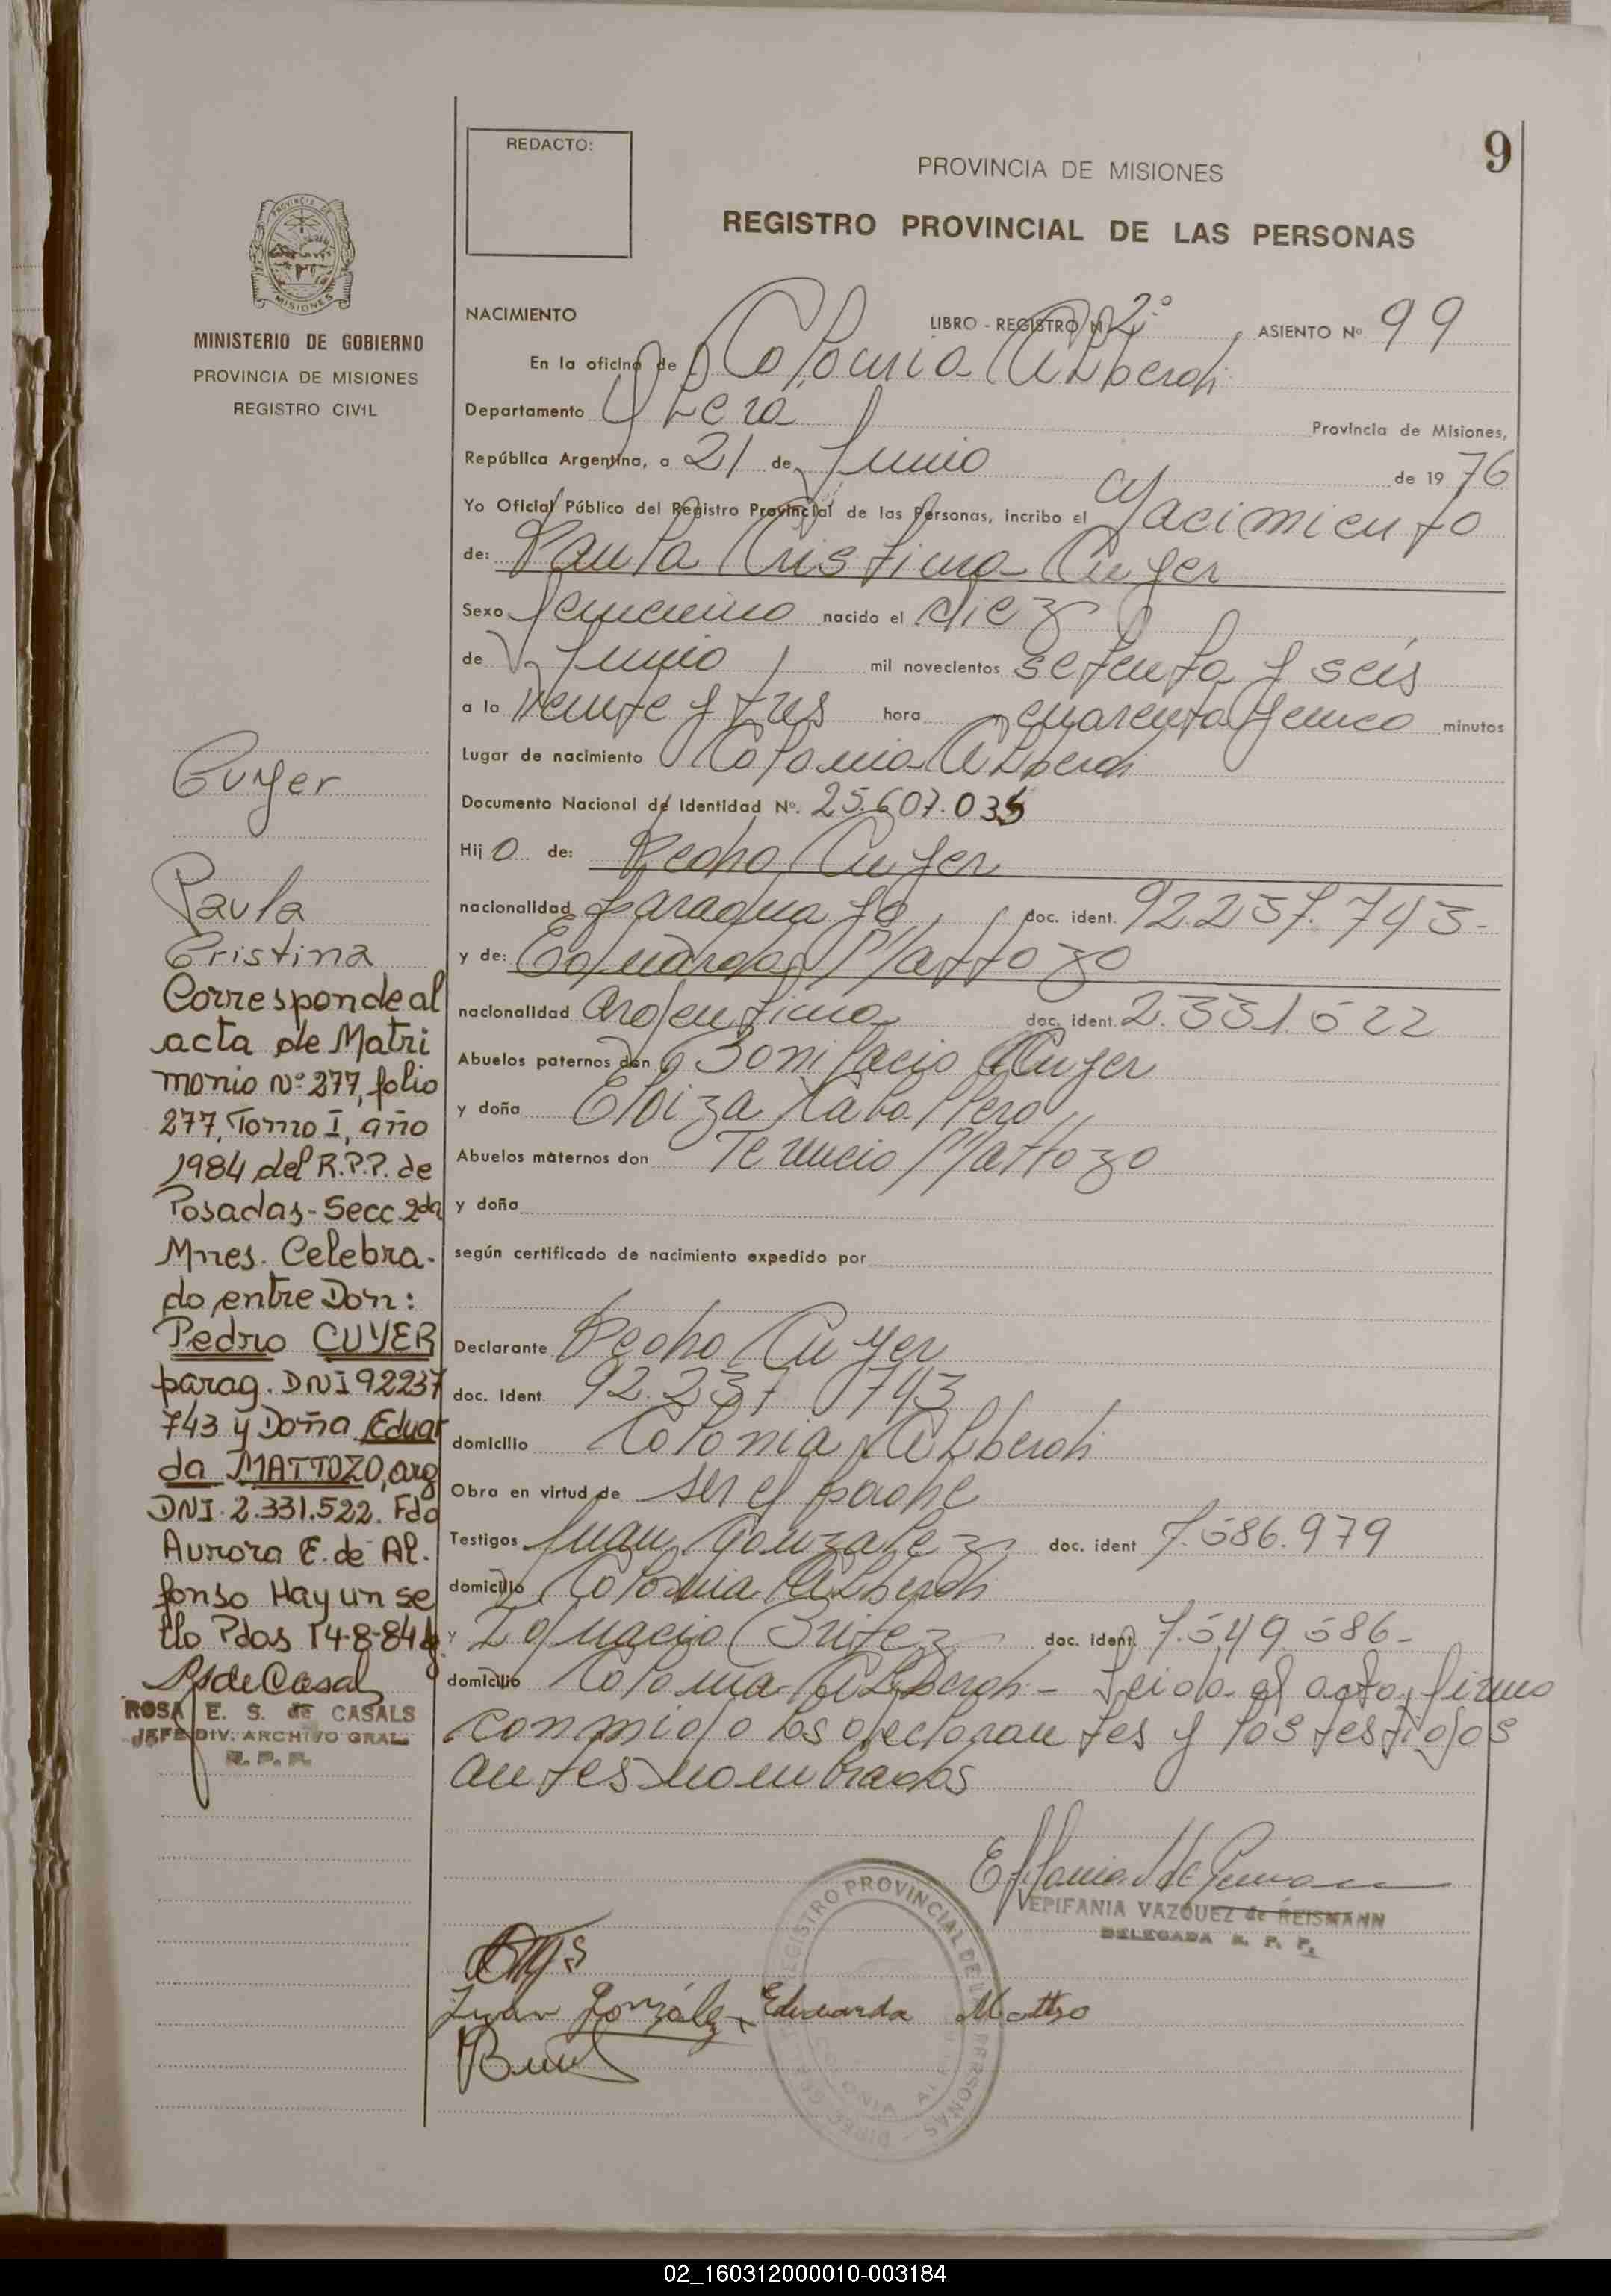 9
REDACTO:
PROVINCIA DE MISIONES
REGISTRO PROVINCIAL DE LAS PERSONAS
MISIONES
MINISTERIO DE GOBIERNO
PROVINCIA DE MISIONES
REGISTRO CIVIL
NACIMIENTO LIBRO - REGISTRO Nº 2º ASIENTO Nº 99
En la oficina de Colonia Alberdi
Departamento Obera Provincia de Misiones,
República Argentina, a 21 de Junio de 1976
Yo Oficial Público del Registro Provincial de las Personas, incribo el Nacimiento
de: Paula Cristina Cuyer
Sexo femenino nacido el diez
de Junio mil novecientos setenta y seis
a la veinte y tres hora cuarenta y cinco minutos
Lugar de nacimiento Colonia Alberdi
Documento Nacional de Identidad Nº. 25.607.035
Hij o de: Pedro Cuyer
nacionalidad paraguayo doc. ident. 92.237.743-
y de: Eduarda Mattozo
nacionalidad Argentina doc. ident. 2.331.522
Abuelos paternos don Bonifacio Cuyer
y doña Eloiza Caballero
Abuelos maternos don Terencio Mattozo
y doña
según certificado de nacimiento expedido por
Declarante Pedro Cuyer
doc. Ident. 92.237.743
domicilio Colonia Alberdi
Obra en virtud de ser el padre
Testigos Juan Gonzalez doc. ident 7.586.979
domicilio Colonia Alberdi
y Ignacio Britez doc. ident. 7.549.586-
domicilio Colonia Alberdi - Leida el acta, firma
conmigo los declarantes y los testigos
antes nombrados
Cuyer
Paula
Cristina
Corresponde al
acta de Matri
monio Nº 277, folio
277, Tomo I, año
1984 del R.P.P. de
Posadas - Secc 2da
Mnes. Celebra-
do entre Don:
Pedro CUYER
parag. DNI 92237
743 y Doña Eduar
da MATTOZO, arg
DNI. 2.331.522. Fdo
Aurora E. de Al-
fonso Hay un se
llo Pdas 14-8-84
RsdeCasal
ROSA E. S. de CASALS
JEFE DIV. ARCHIVO GRAL.
R. P. P.
EPIFANIA VAZQUEZ de REISMANN
DELEGADA R. P. P.
REGISTRO PROVINCIAL DE LAS PERSONAS
Juan González Eduarda Mattzo
02_160312000010-003184